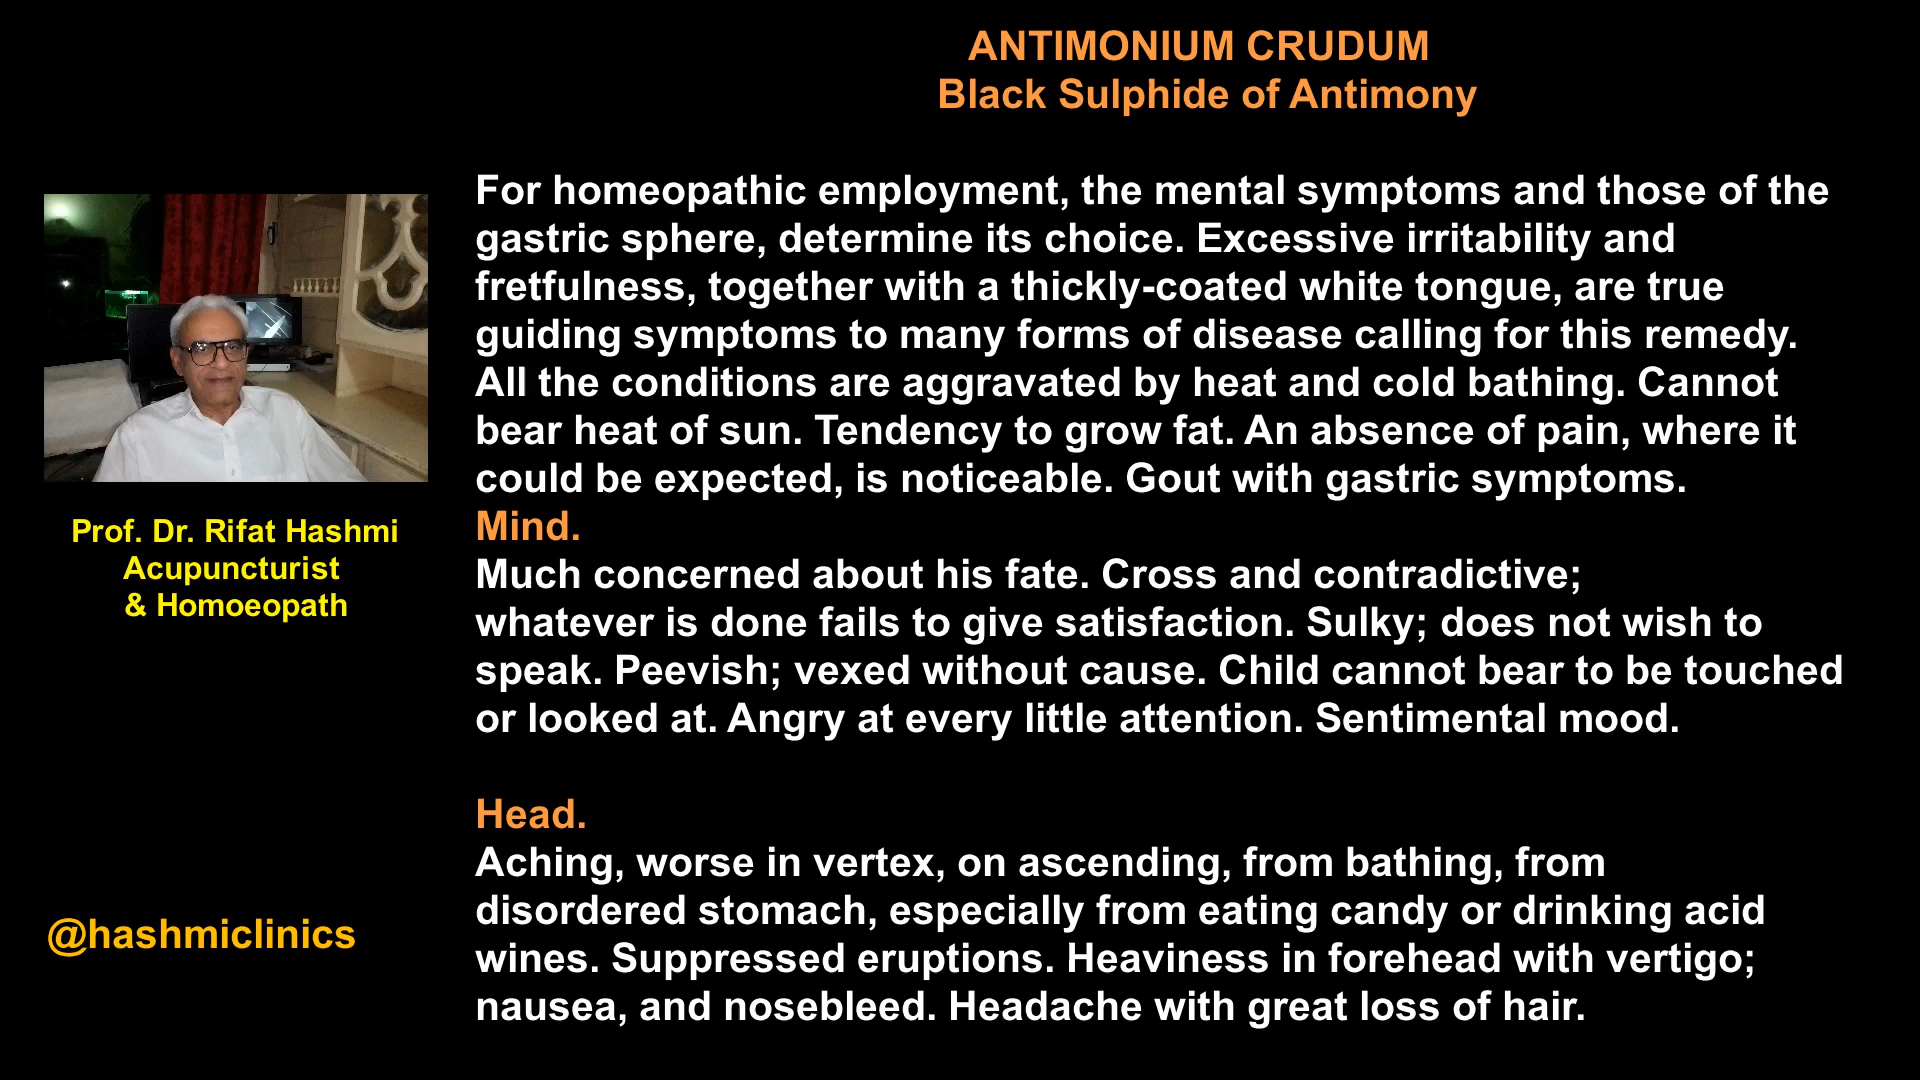 ANTIMONIUM CRUDUM
Black Sulphide of Antimony
For homeopathic employment, the mental symptoms and those of the
gastric sphere, determine its choice. Excessive irritability and
fretfulness, together with a thickly-coated white tongue, are true
guiding symptoms to many forms of disease calling for this remedy.
All the conditions are aggravated by heat and cold bathing. Cannot
bear heat of sun. Tendency to grow fat. An absence of pain, where it
could be expected, is noticeable. Gout with gastric symptoms.
Mind.
Much concerned about his fate. Cross and contradictive;
whatever is done fails to give satisfaction. Sulky; does not wish to
speak. Peevish; vexed without cause. Child cannot bear to be touched
or looked at. Angry at every little attention. Sentimental mood.
Head.
Aching, worse in vertex, on ascending, from bathing, from
disordered stomach, especially from eating candy or drinking acid
wines. Suppressed eruptions. Heaviness in forehead with vertigo;
nausea, and nosebleed. Headache with great loss of hair.
Prof. Dr. Rifat Hashmi
Acupuncturist
& Homoeopath
@hashmiclinics